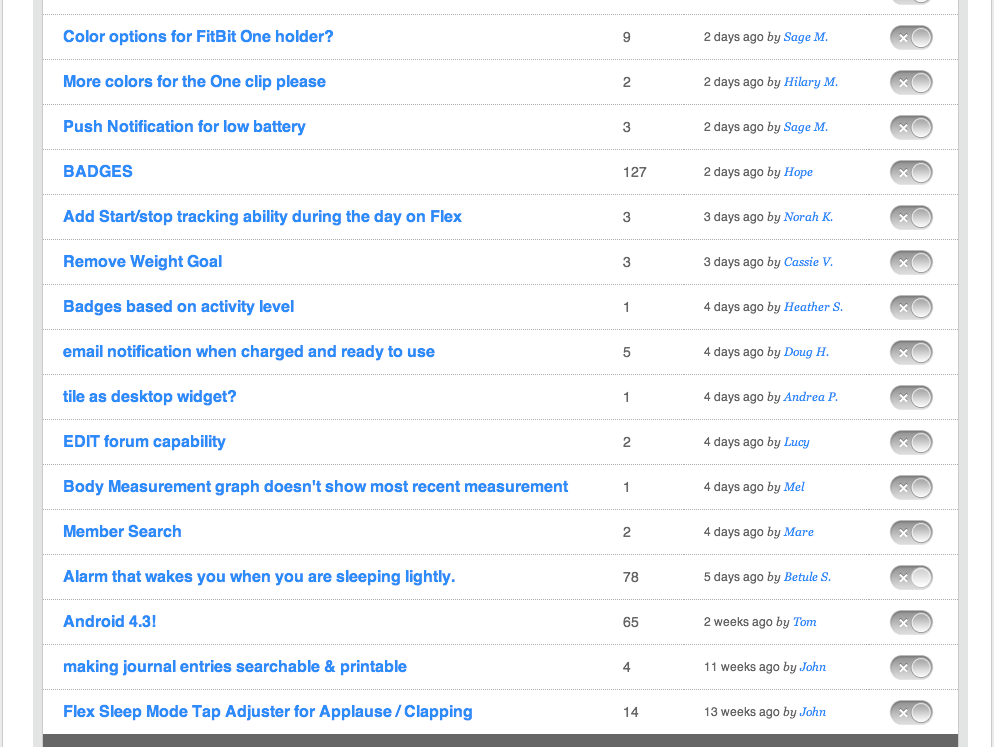 Color options for FitBit One holder? 9 2 days ago by Sage M.
More colors for the One clip please 2 2 days ago by Hilary M.
Push Notification for low battery 3 2 days ago by Sage M.
BADGES 127 2 days ago by Hope
Add Start/stop tracking ability during the day on Flex 3 3 days ago by Norah K.
Remove Weight Goal 3 3 days ago by Cassie V.
Badges based on activity level 1 4 days ago by Heather S.
email notification when charged and ready to use 5 4 days ago by Doug H.
tile as desktop widget? 1 4 days ago by Andrea P.
EDIT forum capability 2 4 days ago by Lucy
Body Measurement graph doesn't show most recent measurement 1 4 days ago by Mel
Member Search 2 4 days ago by Mare
Alarm that wakes you when you are sleeping lightly. 78 5 days ago by Betule S.
Android 4.3! 65 2 weeks ago by Tom
making journal entries searchable & printable 4 11 weeks ago by John
Flex Sleep Mode Tap Adjuster for Applause / Clapping 14 13 weeks ago by John